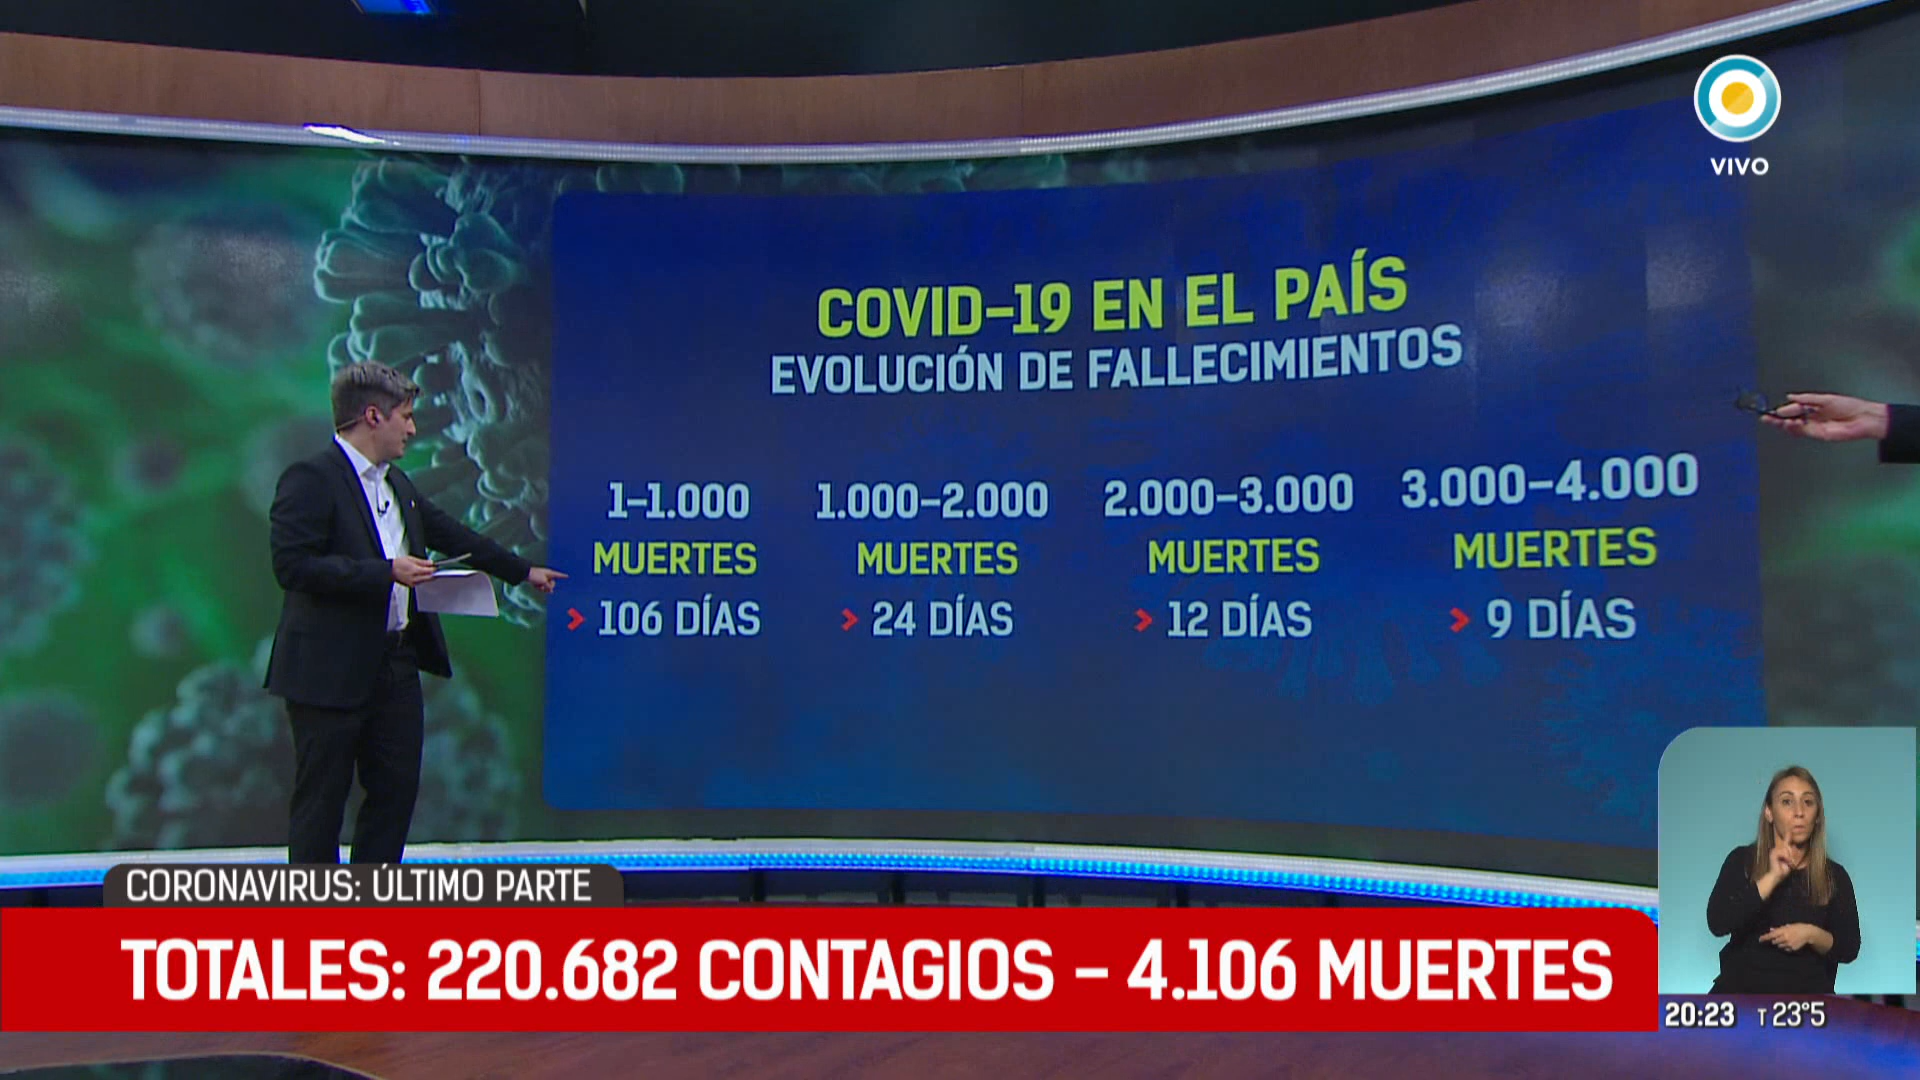 VIVO
COVID-19 EN EL PAÍS
EVOLUCIÓN DE FALLECIMIENTOS
1-1.000
MUERTES
> 106 DÍAS
1.000-2.000
MUERTES
> 24 DÍAS
2.000-3.000
MUERTES
> 12 DÍAS
3.000-4.000
MUERTES
> 9 DÍAS
CORONAVIRUS: ÚLTIMO PARTE
TOTALES: 220.682 CONTAGIOS - 4.106 MUERTES
20:23 T 23°5